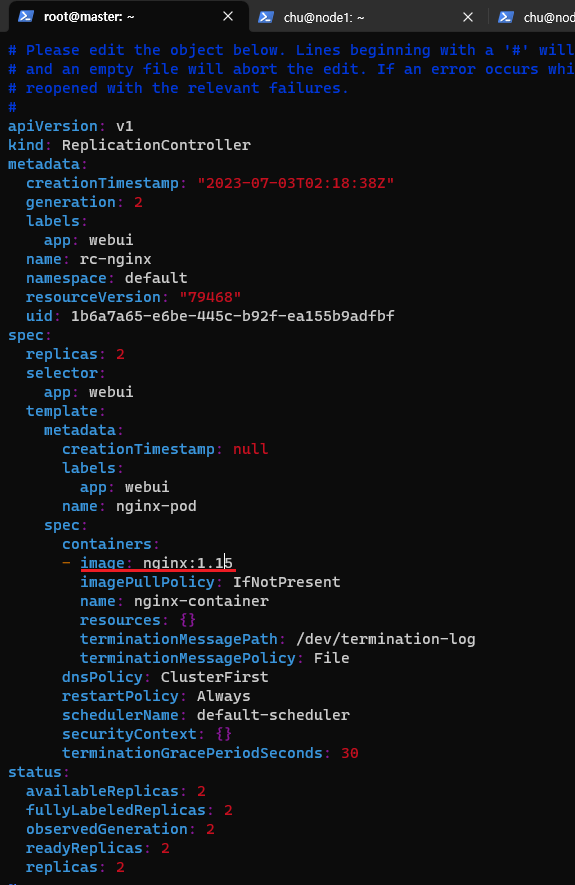 root@master: ~
chu@node1: ~
chu@nod
# Please edit the object below. Lines beginning with a '#' will
# and an empty file will abort the edit. If an error occurs whi
# reopened with the relevant failures.
#
apiVersion: v1
kind: ReplicationController
metadata:
  creationTimestamp: "2023-07-03T02:18:38Z"
  generation: 2
  labels:
    app: webui
  name: rc-nginx
  namespace: default
  resourceVersion: "79468"
  uid: 1b6a7a65-e6be-445c-b92f-ea155b9adfbf
spec:
  replicas: 2
  selector:
    app: webui
  template:
    metadata:
      creationTimestamp: null
      labels:
        app: webui
      name: nginx-pod
    spec:
      containers:
      - image: nginx:1.15
        imagePullPolicy: IfNotPresent
        name: nginx-container
        resources: {}
        terminationMessagePath: /dev/termination-log
        terminationMessagePolicy: File
      dnsPolicy: ClusterFirst
      restartPolicy: Always
      schedulerName: default-scheduler
      securityContext: {}
      terminationGracePeriodSeconds: 30
status:
  availableReplicas: 2
  fullyLabeledReplicas: 2
  observedGeneration: 2
  readyReplicas: 2
  replicas: 2